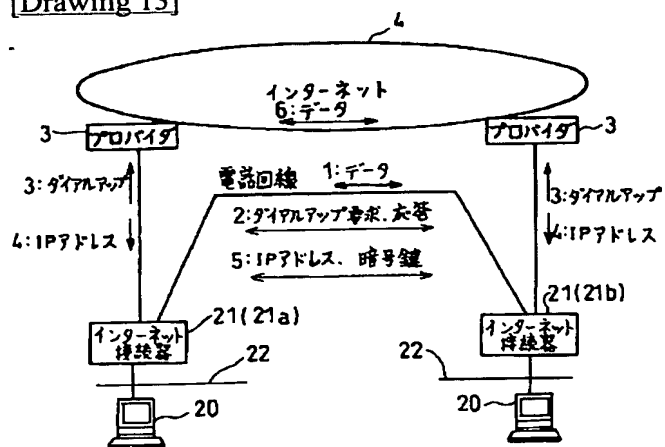 [Drawing 13]
4
インターネット
6:データ
3
プロバイダ
プロバイダ
3
3:ダイアルアップ
4:IPアドレス
電話回線
1:データ
2:ダイアルアップ要求、応答
5:IPアドレス、暗号鍵
3:ダイアルアップ
4:IPアドレス
インターネット
接続器
21(21a)
22
20
21(21b)
インターネット
接続器
22
20